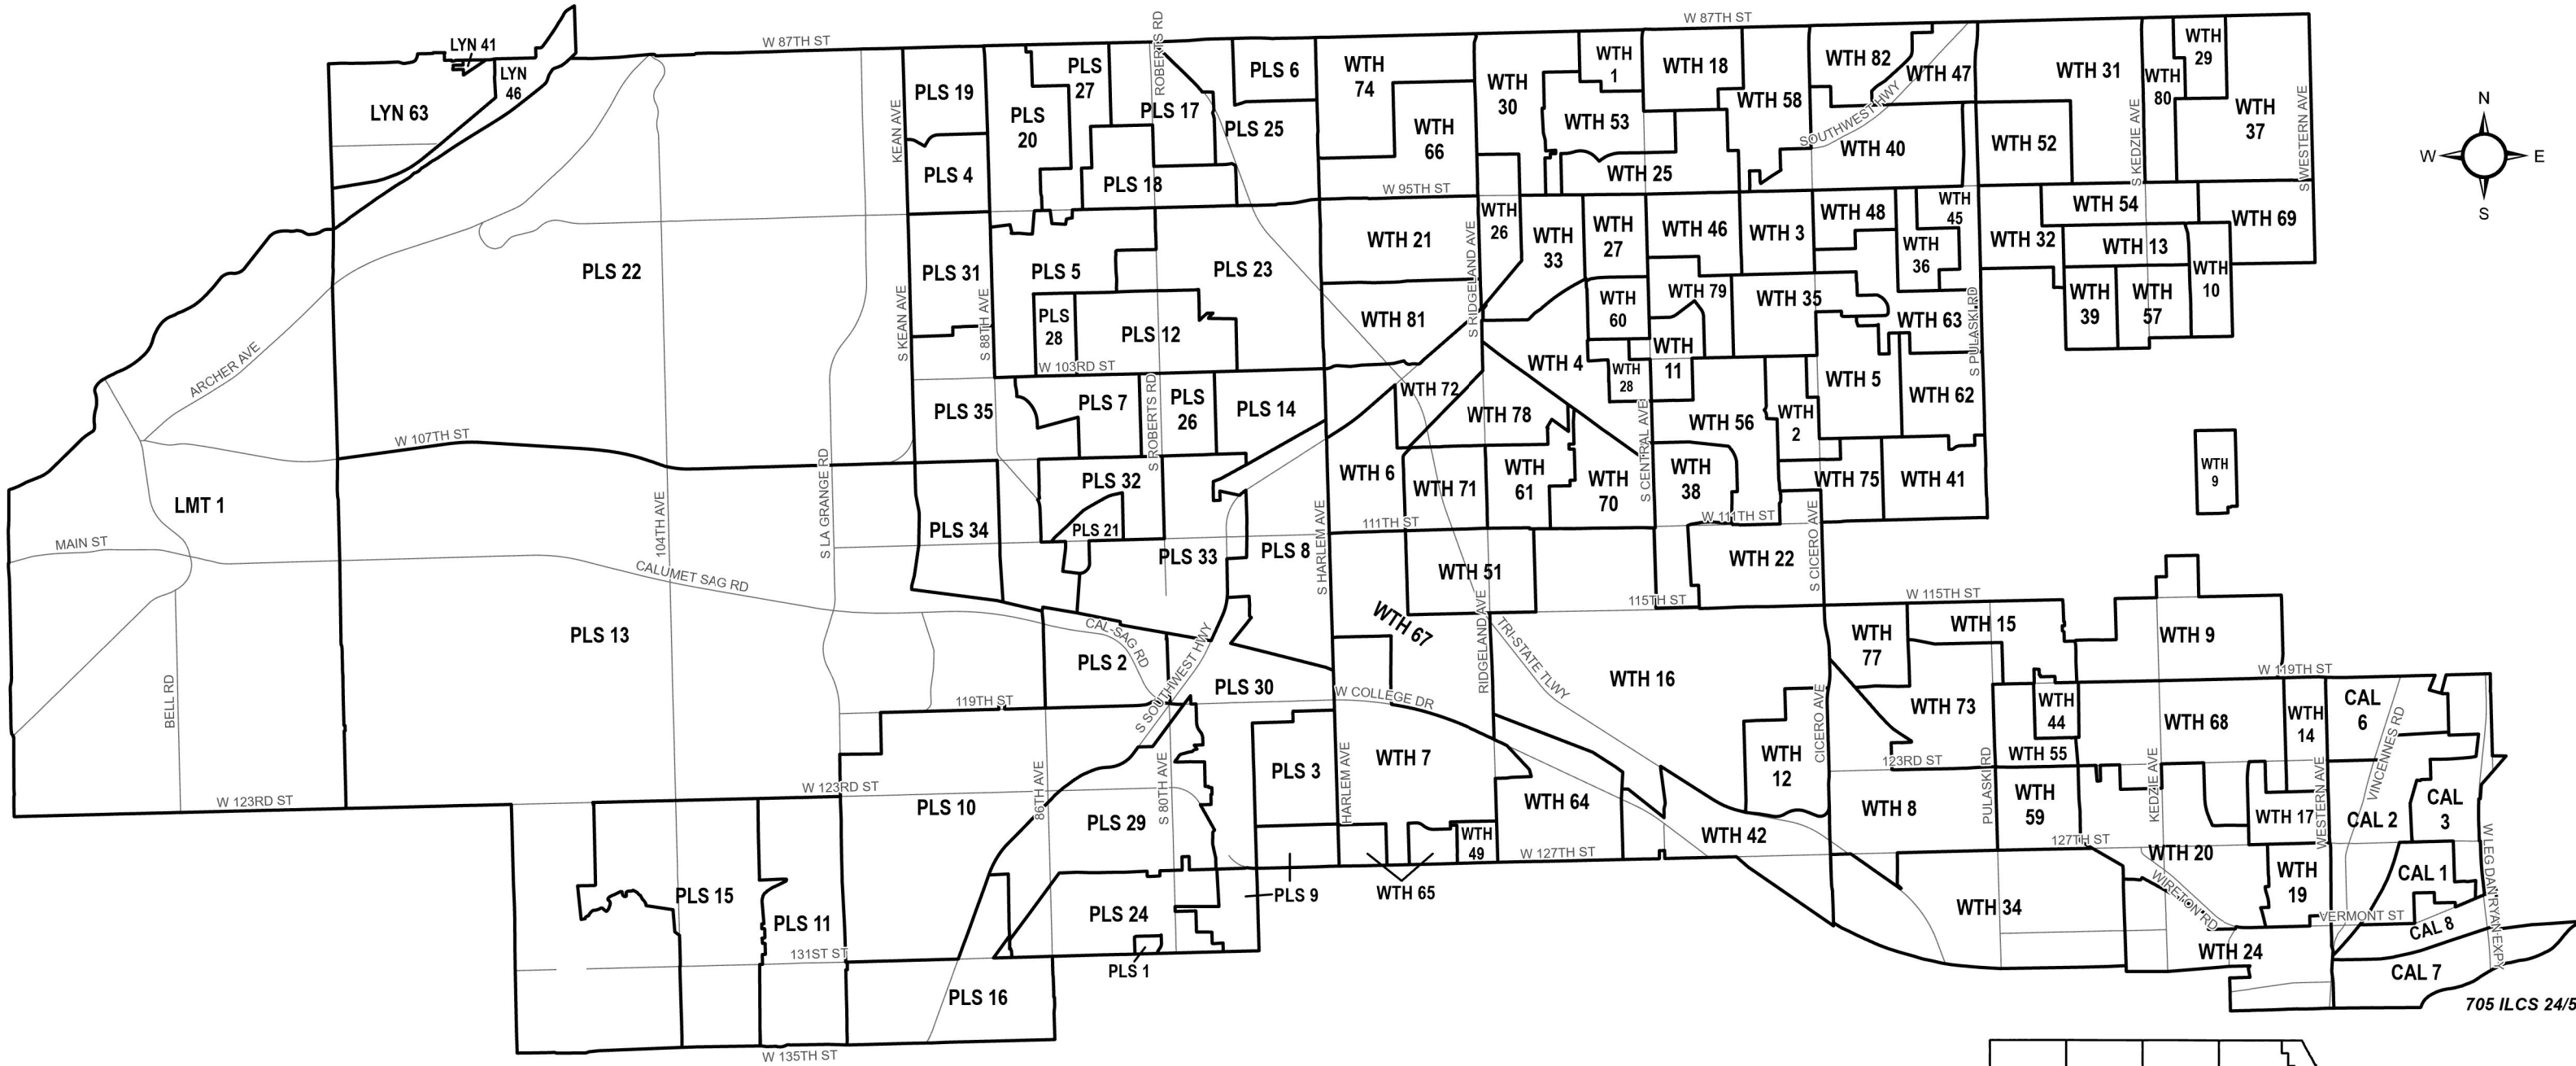 W 87TH ST
W 87TH ST
LYN 41
LYN
46
LYN 63
PLS 19
PLS
20
PLS
27
PLS 17
ROBERTS RD
PLS 6
PLS 25
WTH
74
WTH
66
WTH
30
WTH
1
WTH 18
WTH 58
WTH 82
WTH 47
WTH 31
WTH
80
WTH
29
WTH
37
S WESTERN AVE
N
W
E
S
KEAN AVE
PLS 4
PLS 18
WTH 53
WTH 25
SOUTHWEST HWY
WTH 40
WTH 52
S KEDZIE AVE
W 95TH ST
PLS 22
PLS 31
PLS 5
PLS 23
WTH 21
S RIDGELAND AVE
WTH
26
WTH
33
WTH
27
WTH 46
WTH 3
WTH 48
WTH
45
WTH
36
WTH 32
WTH 54
WTH 13
WTH 69
WTH
10
WTH
39
WTH
57
S KEAN AVE
S 88TH AVE
PLS
28
PLS 12
WTH 81
WTH
60
WTH 79
WTH 35
WTH 63
S PULASKI RD
ARCHER AVE
W 103RD ST
WTH 4
WTH
28
WTH
11
WTH 5
WTH 62
PLS 35
PLS 7
S ROBERTS RD
PLS
26
PLS 14
WTH 72
WTH 78
S CENTRAL AVE
WTH 56
WTH
2
W 107TH ST
S LA GRANGE RD
LMT 1
PLS 32
PLS 21
WTH 6
WTH 71
WTH
61
WTH
70
WTH
38
WTH 75
WTH 41
WTH
9
MAIN ST
104TH AVE
PLS 34
PLS 33
PLS 8
S HARLEM AVE
111TH ST
W 111TH ST
WTH 51
WTH 22
S CICERO AVE
CALUMET SAG RD
115TH ST
W 115TH ST
PLS 13
CAL-SAG RD
PLS 2
S SOUTHWEST HWY
PLS 30
WTH 67
RIDGELAND AVE
TRI-STATE TLWY
WTH 16
WTH
77
WTH 15
WTH 9
BELL RD
119TH ST
W COLLEGE DR
W 119TH ST
WTH 73
WTH
44
WTH 68
WTH
14
CAL
6
VINCENNES RD
PLS 3
HARLEM AVE
WTH 7
WTH
12
CICERO AVE
123RD ST
PULASKI RD
WTH 55
KEDZIE AVE
WESTERN AVE
W 123RD ST
W 123RD ST
PLS 10
86TH AVE
PLS 29
S 80TH AVE
WTH 64
WTH 8
WTH
59
WTH 17
CAL 2
CAL
3
W LEG DAN RYAN EXPY
WTH
49
W 127TH ST
WTH 42
127TH ST
WTH 20
PLS 15
PLS 11
PLS 24
PLS 9
WTH 65
WTH 34
WIRETON RD
WTH
19
CAL 1
VERMONT ST
CAL 8
131ST ST
PLS 1
WTH 24
CAL 7
PLS 16
705 ILCS 24/5
W 135TH ST